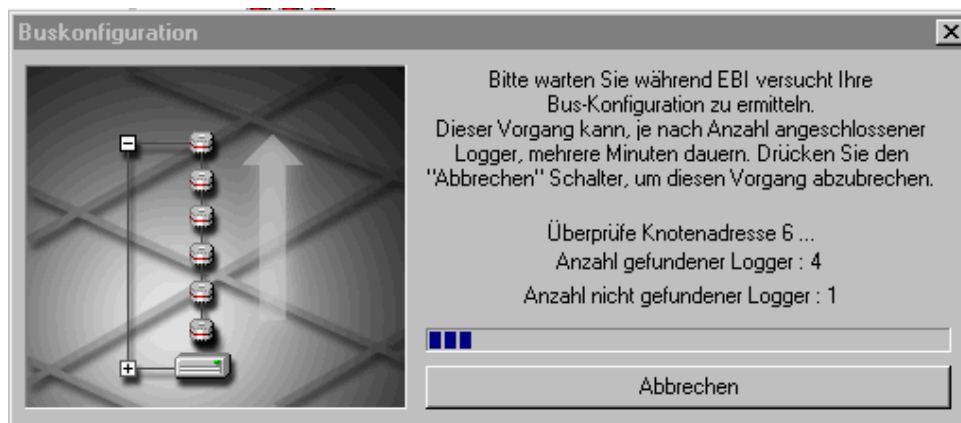 Buskonfiguration
Bitte warten Sie während EBI versucht Ihre
Bus-Konfiguration zu ermitteln.
Dieser Vorgang kann, je nach Anzahl angeschlossener
Logger, mehrere Minuten dauern. Drücken Sie den
"Abbrechen" Schalter, um diesen Vorgang abzubrechen.
Überprüfe Knotenadresse 6 ...
Anzahl gefundener Logger : 4
Anzahl nicht gefundener Logger : 1
Abbrechen